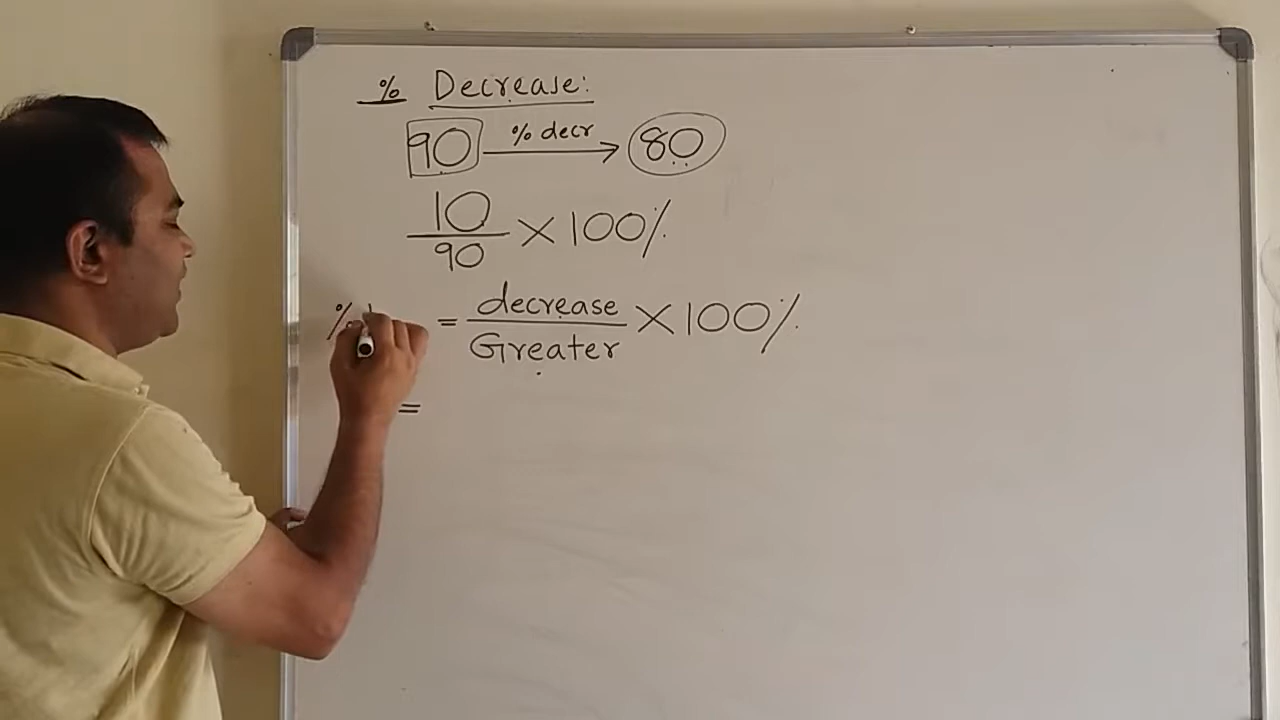 % Decrease:
90 % decr → 80
10/90 × 100%
% = decrease/Greater × 100%
=